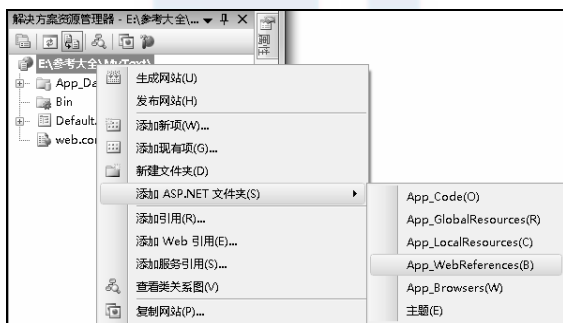 解决方案资源管理器 - E:\参考大全\...
E:\参考大全\MyText\
App_Da
Bin
Default.
web.co
生成网站(U)
发布网站(H)
添加新项(W)...
添加现有项(G)...
新建文件夹(D)
添加 ASP.NET 文件夹(S)
添加引用(R)...
添加 Web 引用(E)...
添加服务引用(S)...
查看类关系图(V)
复制网站(P)...
App_Code(O)
App_GlobalResources(R)
App_LocalResources(C)
App_WebReferences(B)
App_Browsers(W)
主题(E)